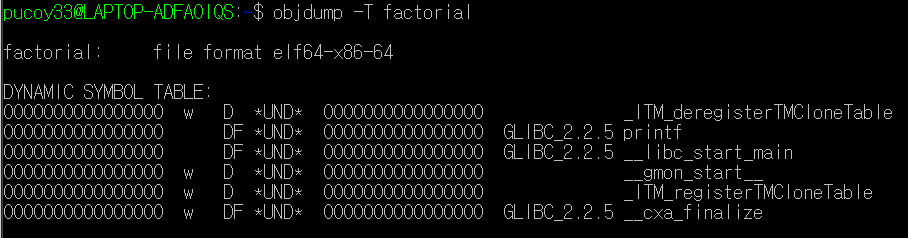 pucoy33@LAPTOP-ADFAOIQS:~$ objdump -T factorial
factorial:     file format elf64-x86-64
DYNAMIC SYMBOL TABLE:
0000000000000000  w   D  *UND*  0000000000000000              _ITM_deregisterTMCloneTable
0000000000000000      DF *UND*  0000000000000000  GLIBC_2.2.5 printf
0000000000000000      DF *UND*  0000000000000000  GLIBC_2.2.5 __libc_start_main
0000000000000000  w   D  *UND*  0000000000000000              __gmon_start__
0000000000000000  w   D  *UND*  0000000000000000              _ITM_registerTMCloneTable
0000000000000000  w   DF *UND*  0000000000000000  GLIBC_2.2.5 __cxa_finalize